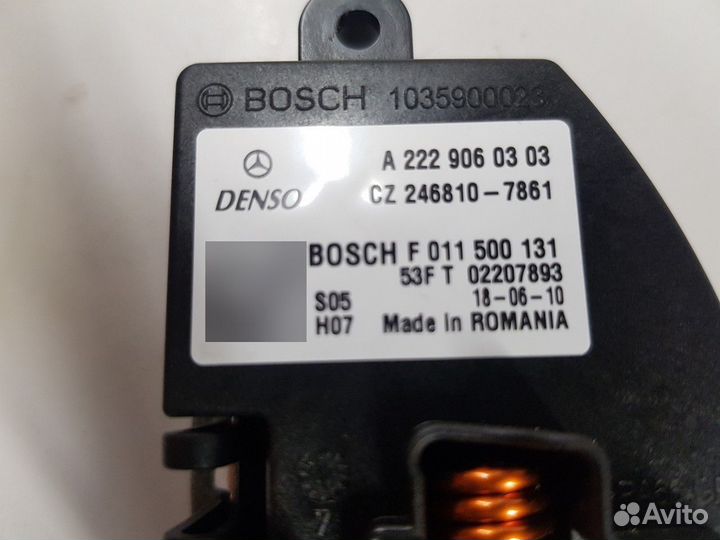 BOSCH 1035900023
A 222 906 03 03
DENSO CZ 246810-7861
BOSCH F 011 500 131
53F T 02207893
S05 18-06-10
H07 Made in ROMANIA
7
Avito